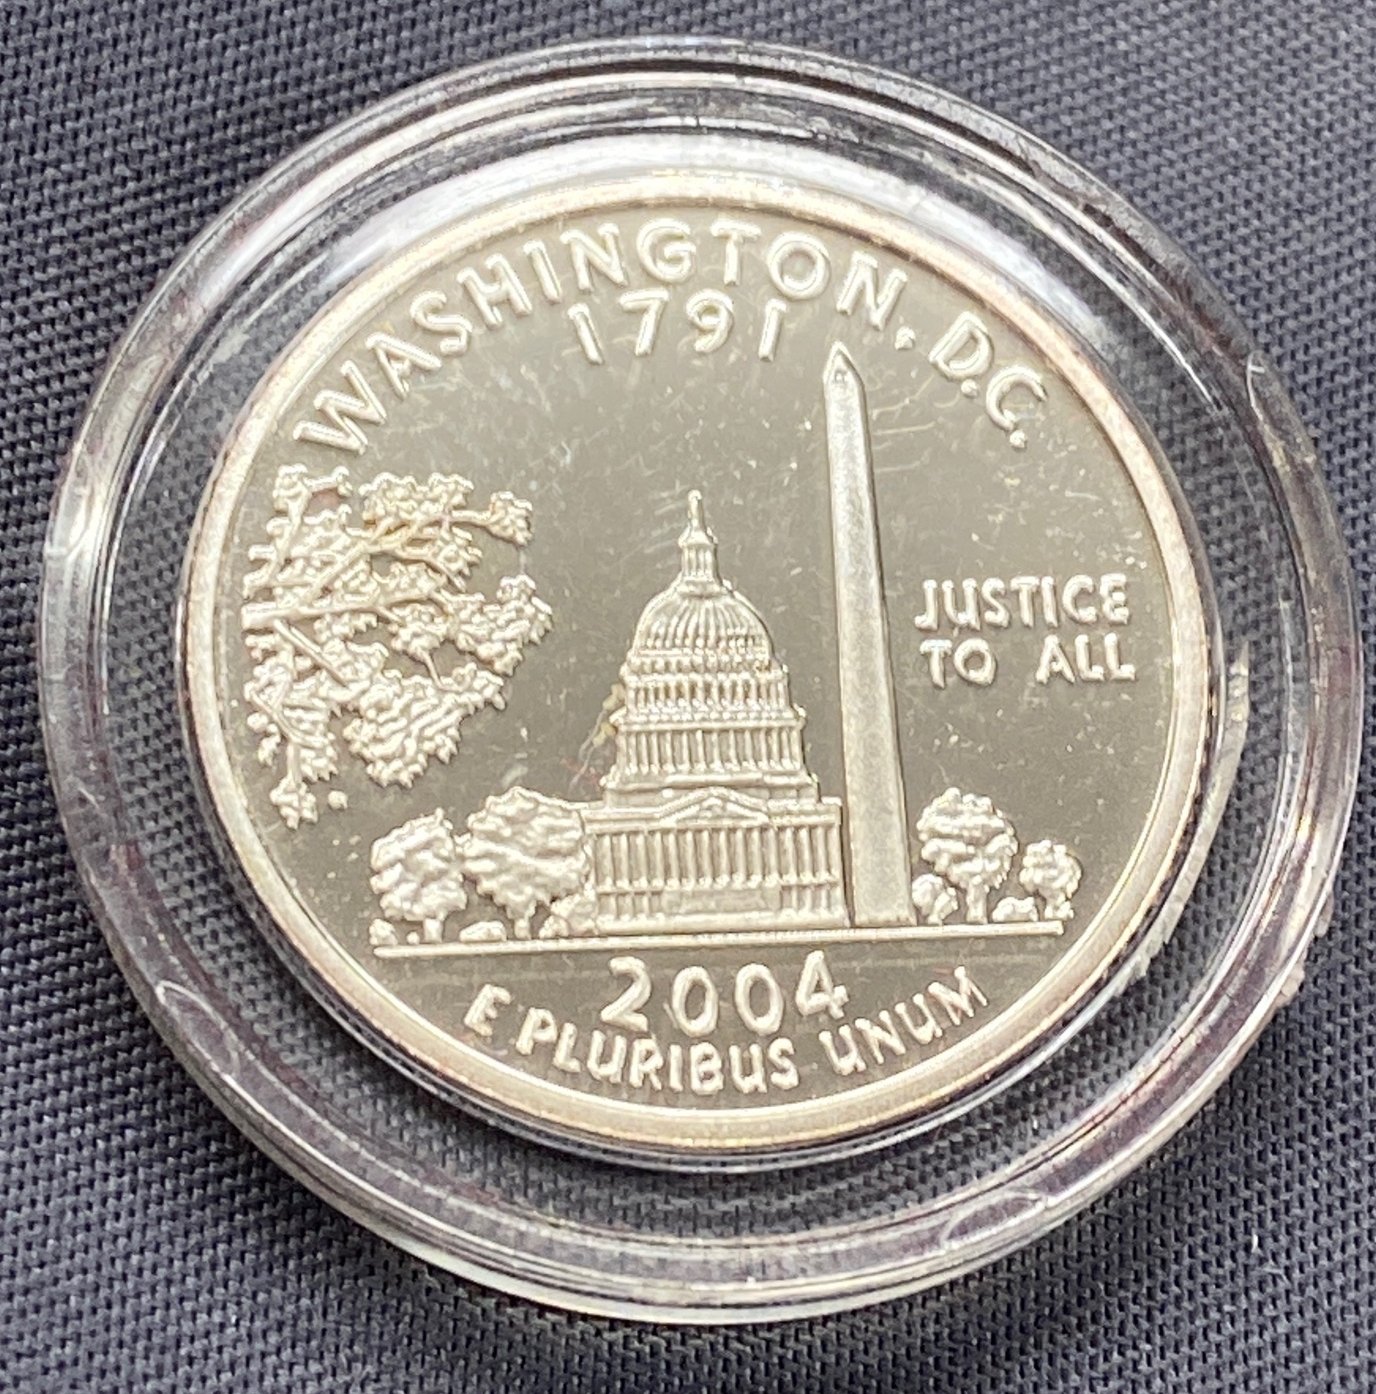 WASHINGTON, D.C.
1791
JUSTICE
TO ALL
2004
E PLURIBUS UNUM